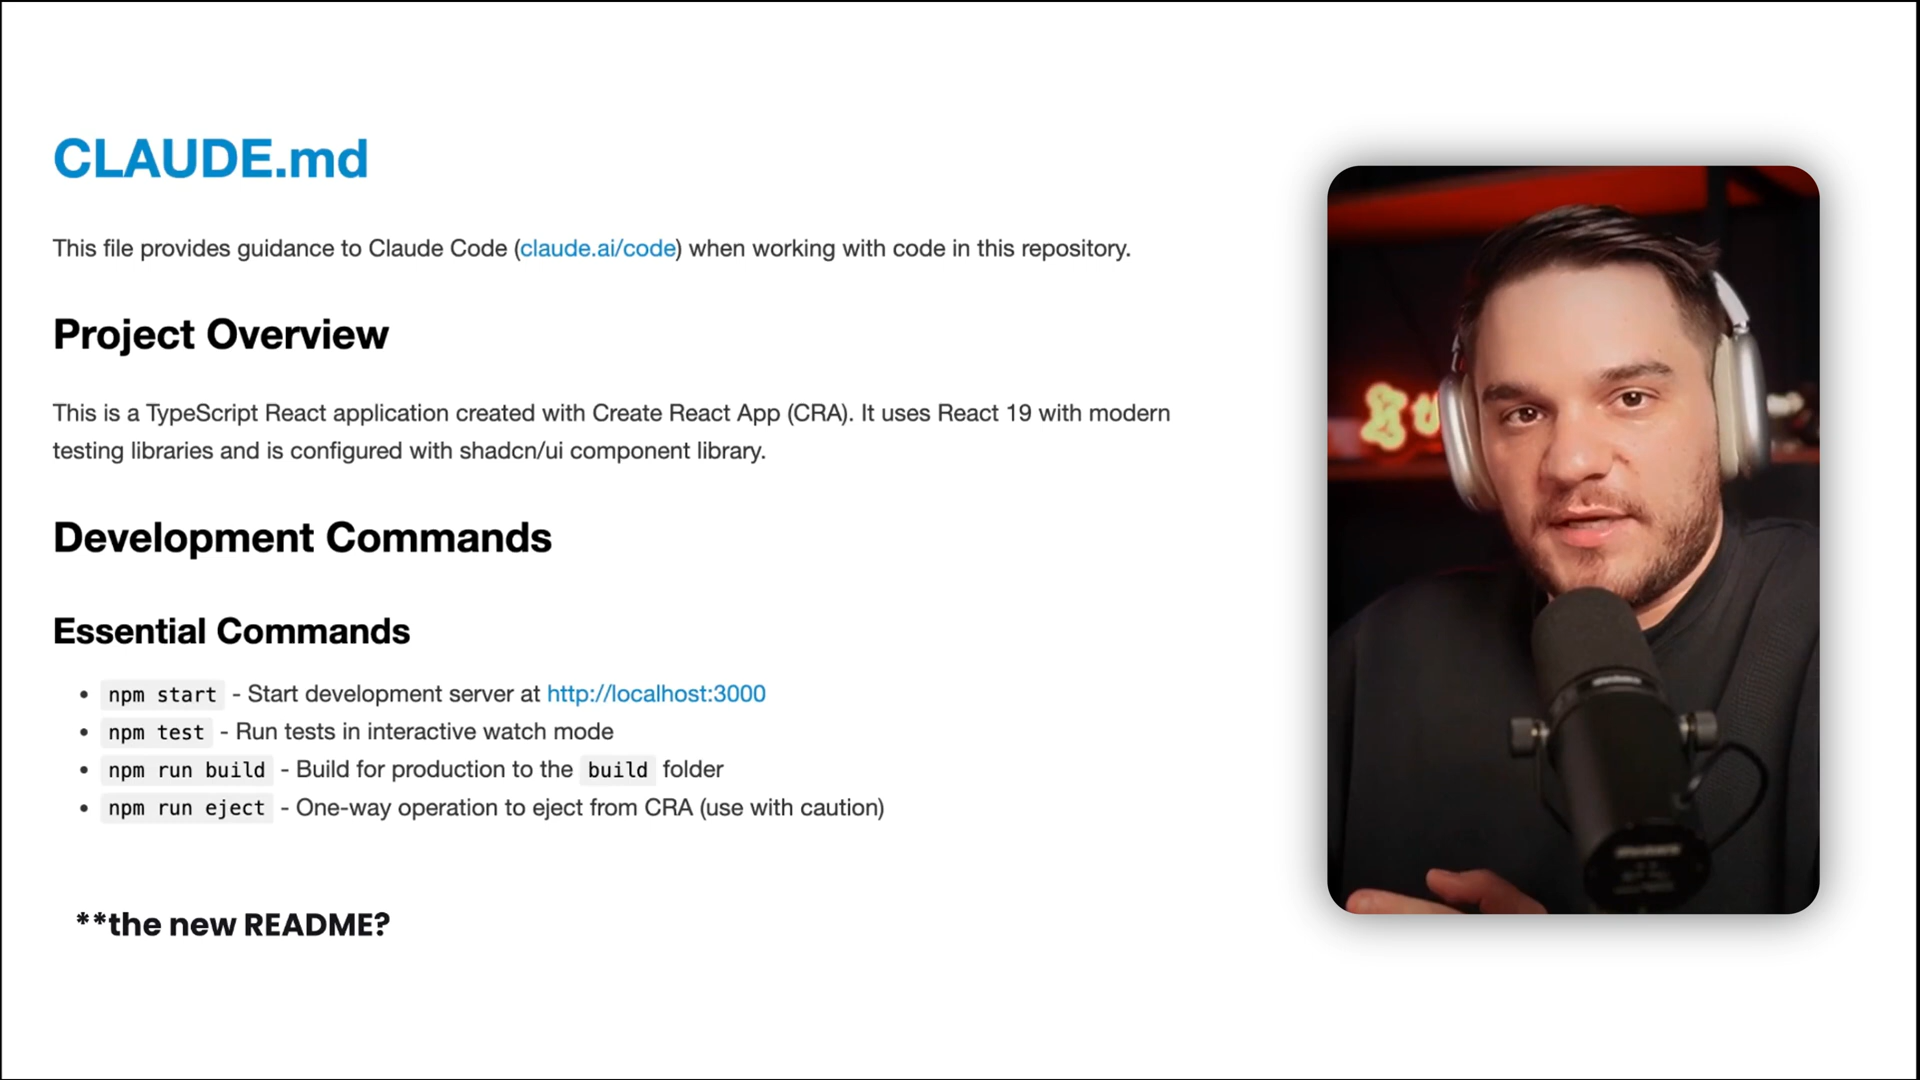 CLAUDE.md
This file provides guidance to Claude Code (claude.ai/code) when working with code in this repository.
Project Overview
This is a TypeScript React application created with Create React App (CRA). It uses React 19 with modern
testing libraries and is configured with shadcn/ui component library.
Development Commands
Essential Commands
• npm start - Start development server at http://localhost:3000
• npm test - Run tests in interactive watch mode
• npm run build - Build for production to the build folder
• npm run eject - One-way operation to eject from CRA (use with caution)
**the new README?